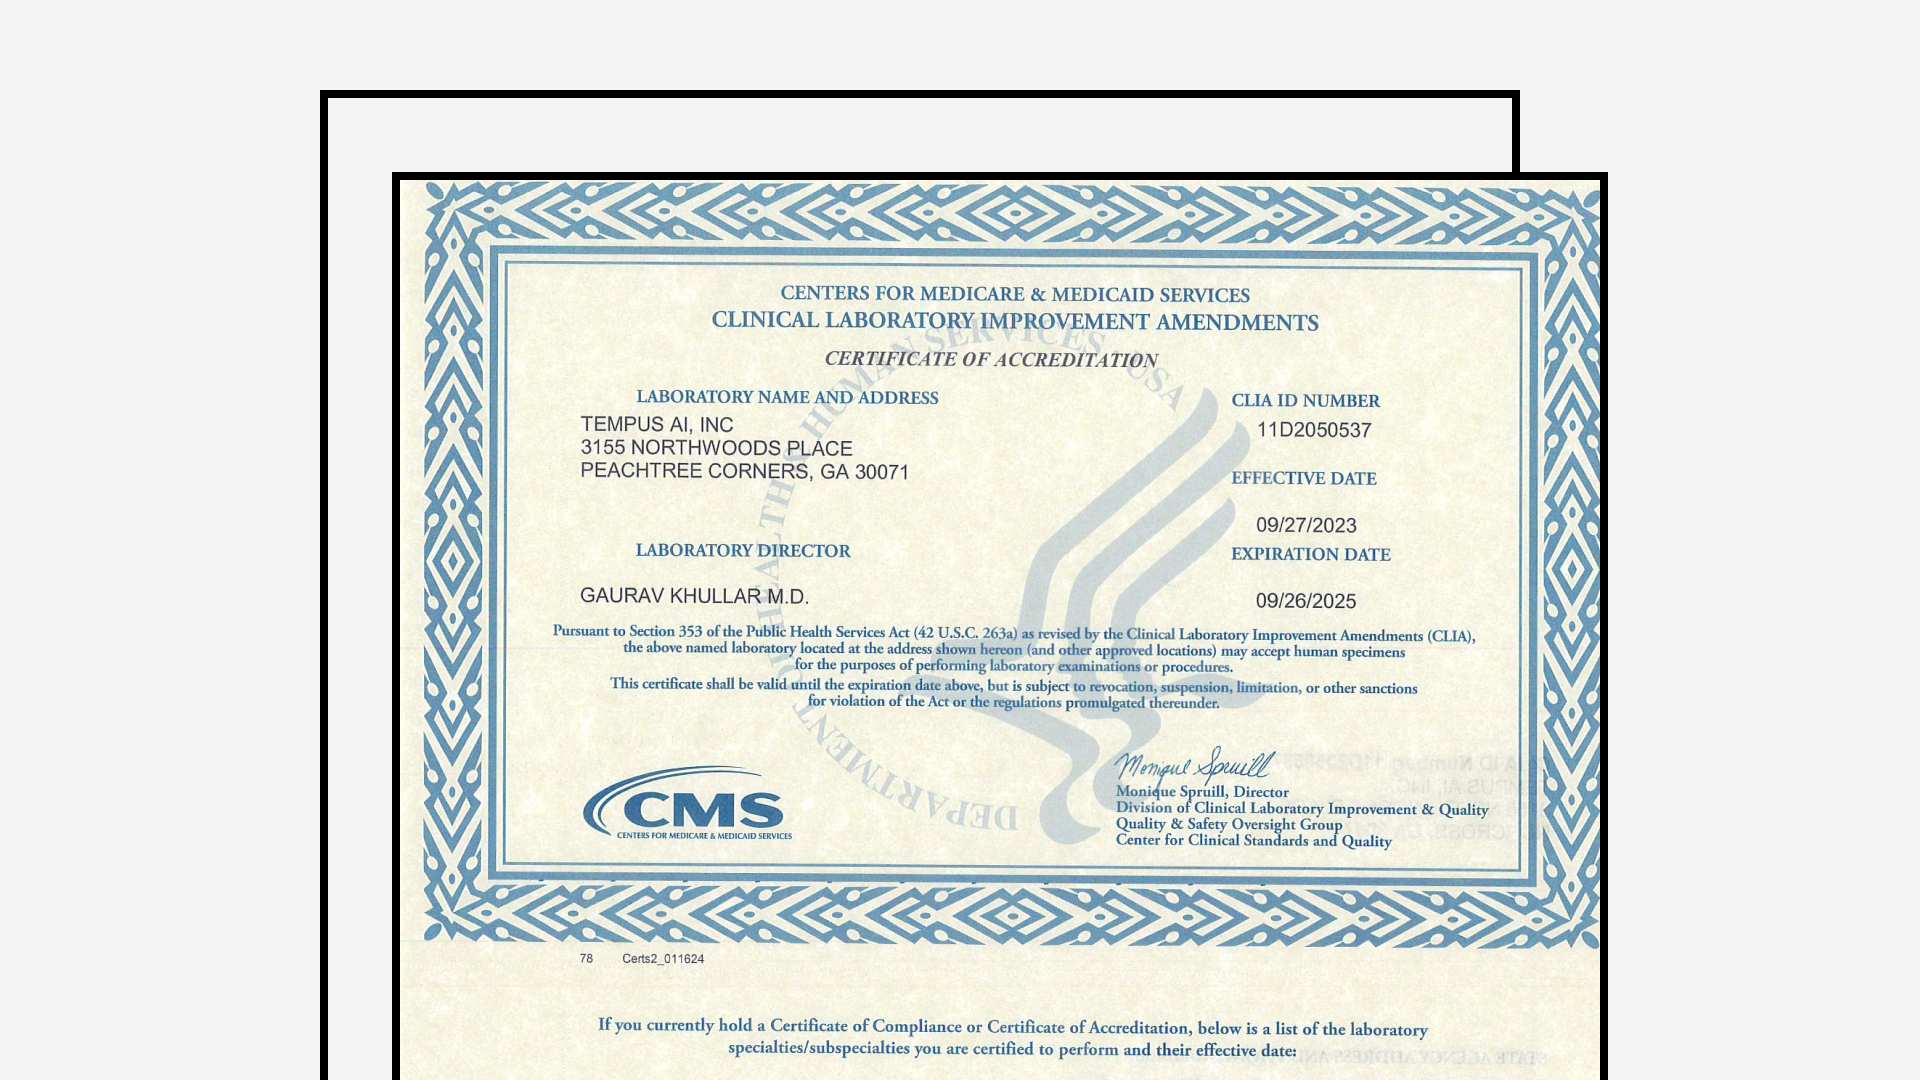 CENTERS FOR MEDICARE & MEDICAID SERVICES
CLINICAL LABORATORY IMPROVEMENT AMENDMENTS
CERTIFICATE OF ACCREDITATION
LABORATORY NAME AND ADDRESS
TEMPUS AI, INC
3155 NORTHWOODS PLACE
PEACHTREE CORNERS, GA 30071
CLIA ID NUMBER
11D2050537
EFFECTIVE DATE
09/27/2023
LABORATORY DIRECTOR
GAURAV KHULLAR M.D.
EXPIRATION DATE
09/26/2025
Pursuant to Section 353 of the Public Health Services Act (42 U.S.C. 263a) as revised by the Clinical Laboratory Improvement Amendments (CLIA),
the above named laboratory located at the address shown hereon (and other approved locations) may accept human specimens
for the purposes of performing laboratory examinations or procedures.
This certificate shall be valid until the expiration date above, but is subject to revocation, suspension, limitation, or other sanctions
for violation of the Act or the regulations promulgated thereunder.
DEPARTMENT OF HEALTH & HUMAN SERVICES USA
CMS
CENTERS FOR MEDICARE & MEDICAID SERVICES
Monique Spruill
Monique Spruill, Director
Division of Clinical Laboratory Improvement & Quality
Quality & Safety Oversight Group
Center for Clinical Standards and Quality
78 Certs2_011624
If you currently hold a Certificate of Compliance or Certificate of Accreditation, below is a list of the laboratory
specialties/subspecialties you are certified to perform and their effective date: